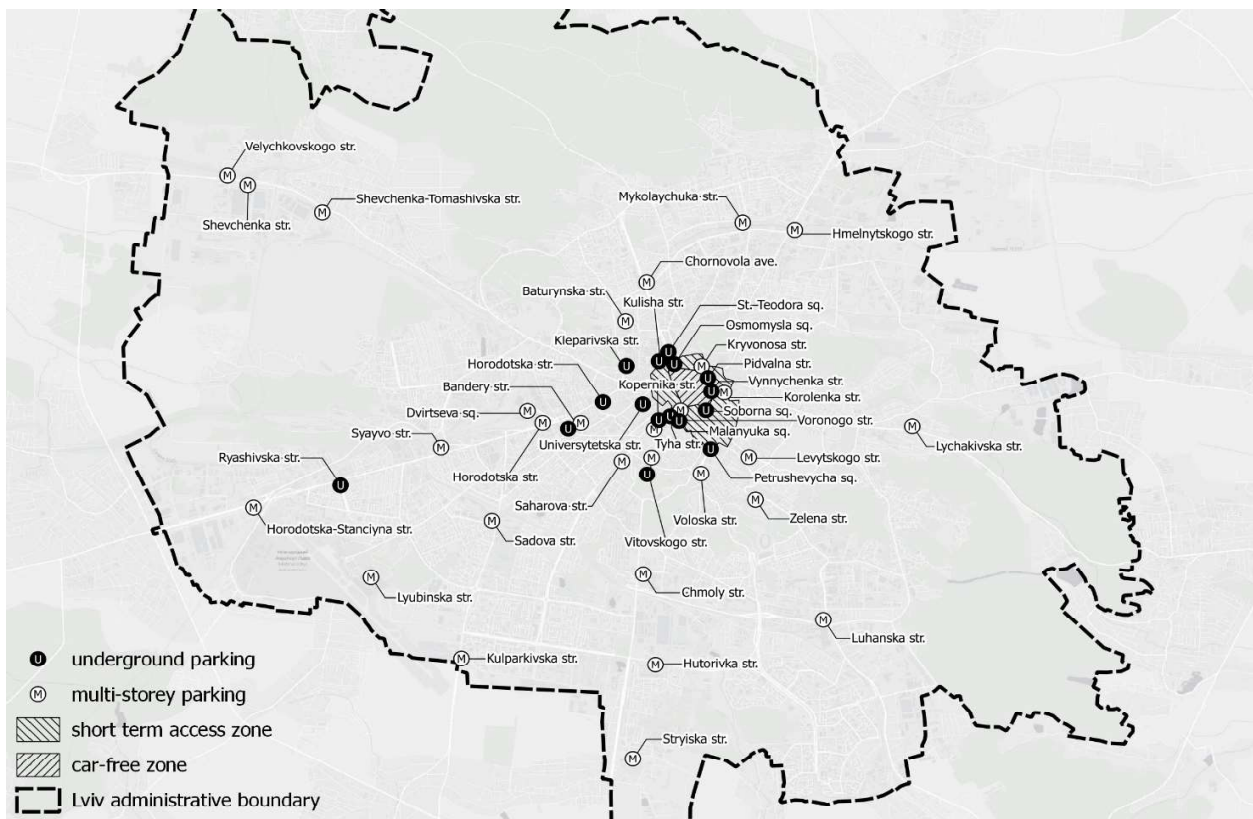 Velychkovskogo str.
Shevchenka-Tomashivska str.
Mykolaychuka str.
Shevchenka str.
Hmelnytskogo str.
Chornovola ave.
Baturynska str.
Kulisha str.
St. Teodora sq.
Osmomysla sq.
Kleparivska str.
Kryvonosa str.
Horodotska str.
Pidvalna str.
Bandery str.
Kopernika str.
Vynnychenka str.
Korolenka str.
Dvirtseva sq.
Soborna sq.
Voronogo str.
Syayvo str.
Universytetska str.
Tyha str.
Malanyuka sq.
Lychakivska str.
Ryashivska str.
Levytskogo str.
Horodotska str.
Petrushevycha sq.
Saharova str.
Voloska str.
Zelena str.
Horodotska-Stanciyna str.
Sadova str.
Vitovskogo str.
Lyubinska str.
Chmoly str.
Luhanska str.
Kulparkivska str.
Hutorivka str.
Stryiska str.
U underground parking
M multi-storey parking
short term access zone
car-free zone
Lviv administrative boundary